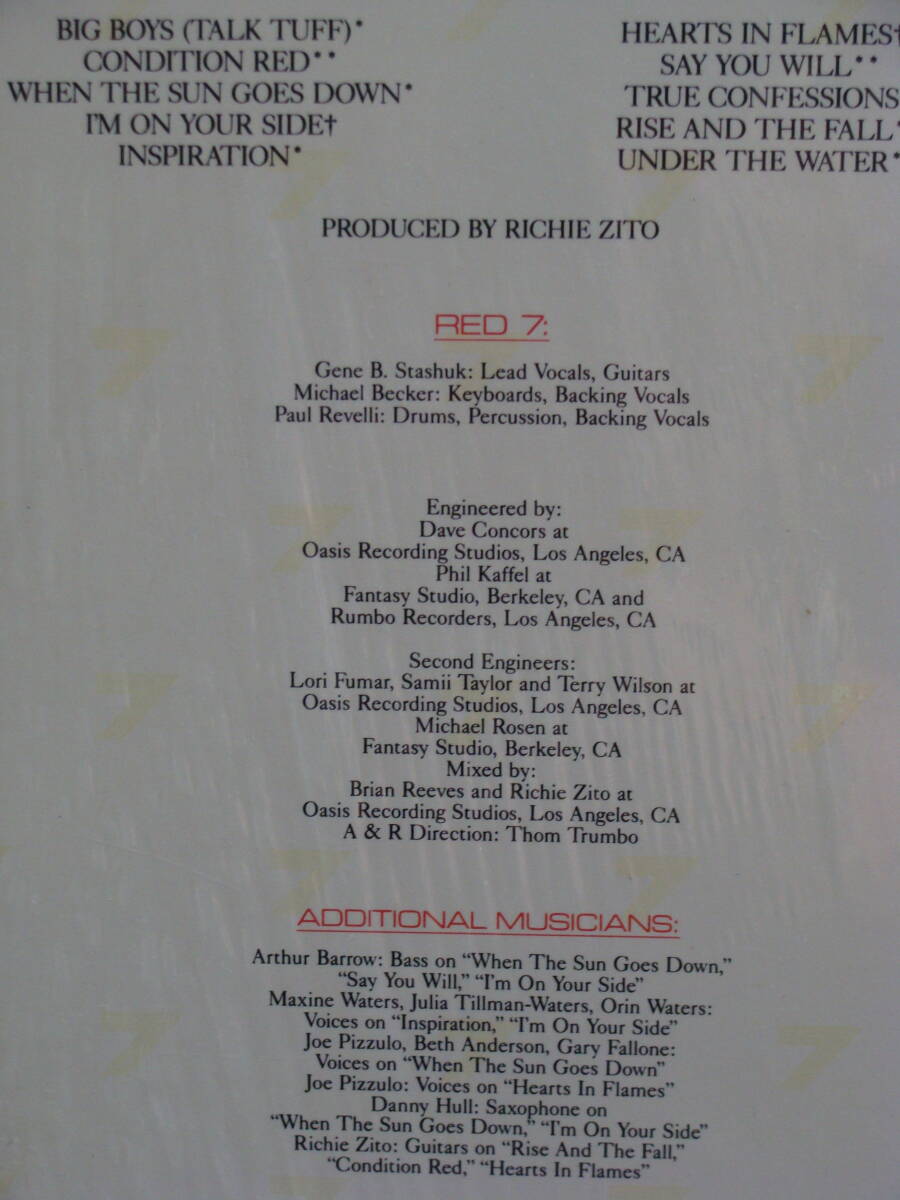 BIG BOYS (TALK TUFF)*
CONDITION RED**
WHEN THE SUN GOES DOWN*
I'M ON YOUR SIDE†
INSPIRATION*
HEARTS IN FLAMES†
SAY YOU WILL**
TRUE CONFESSIONS
RISE AND THE FALL*
UNDER THE WATER*
PRODUCED BY RICHIE ZITO
RED 7:
Gene B. Stashuk: Lead Vocals, Guitars
Michael Becker: Keyboards, Backing Vocals
Paul Revelli: Drums, Percussion, Backing Vocals
Engineered by:
Dave Concors at
Oasis Recording Studios, Los Angeles, CA
Phil Kaffel at
Fantasy Studio, Berkeley, CA and
Rumbo Recorders, Los Angeles, CA
Second Engineers:
Lori Fumar, Samii Taylor and Terry Wilson at
Oasis Recording Studios, Los Angeles, CA
Michael Rosen at
Fantasy Studio, Berkeley, CA
Mixed by:
Brian Reeves and Richie Zito at
Oasis Recording Studios, Los Angeles, CA
A & R Direction: Thom Trumbo
ADDITIONAL MUSICIANS:
Arthur Barrow: Bass on “When The Sun Goes Down,”
“Say You Will,” “I'm On Your Side”
Maxine Waters, Julia Tillman-Waters, Orin Waters:
Voices on “Inspiration,” “I'm On Your Side”
Joe Pizzulo, Beth Anderson, Gary Fallone:
Voices on “When The Sun Goes Down”
Joe Pizzulo: Voices on “Hearts In Flames”
Danny Hull: Saxophone on
“When The Sun Goes Down,” “I'm On Your Side”
Richie Zito: Guitars on “Rise And The Fall,”
“Condition Red,” “Hearts In Flames”